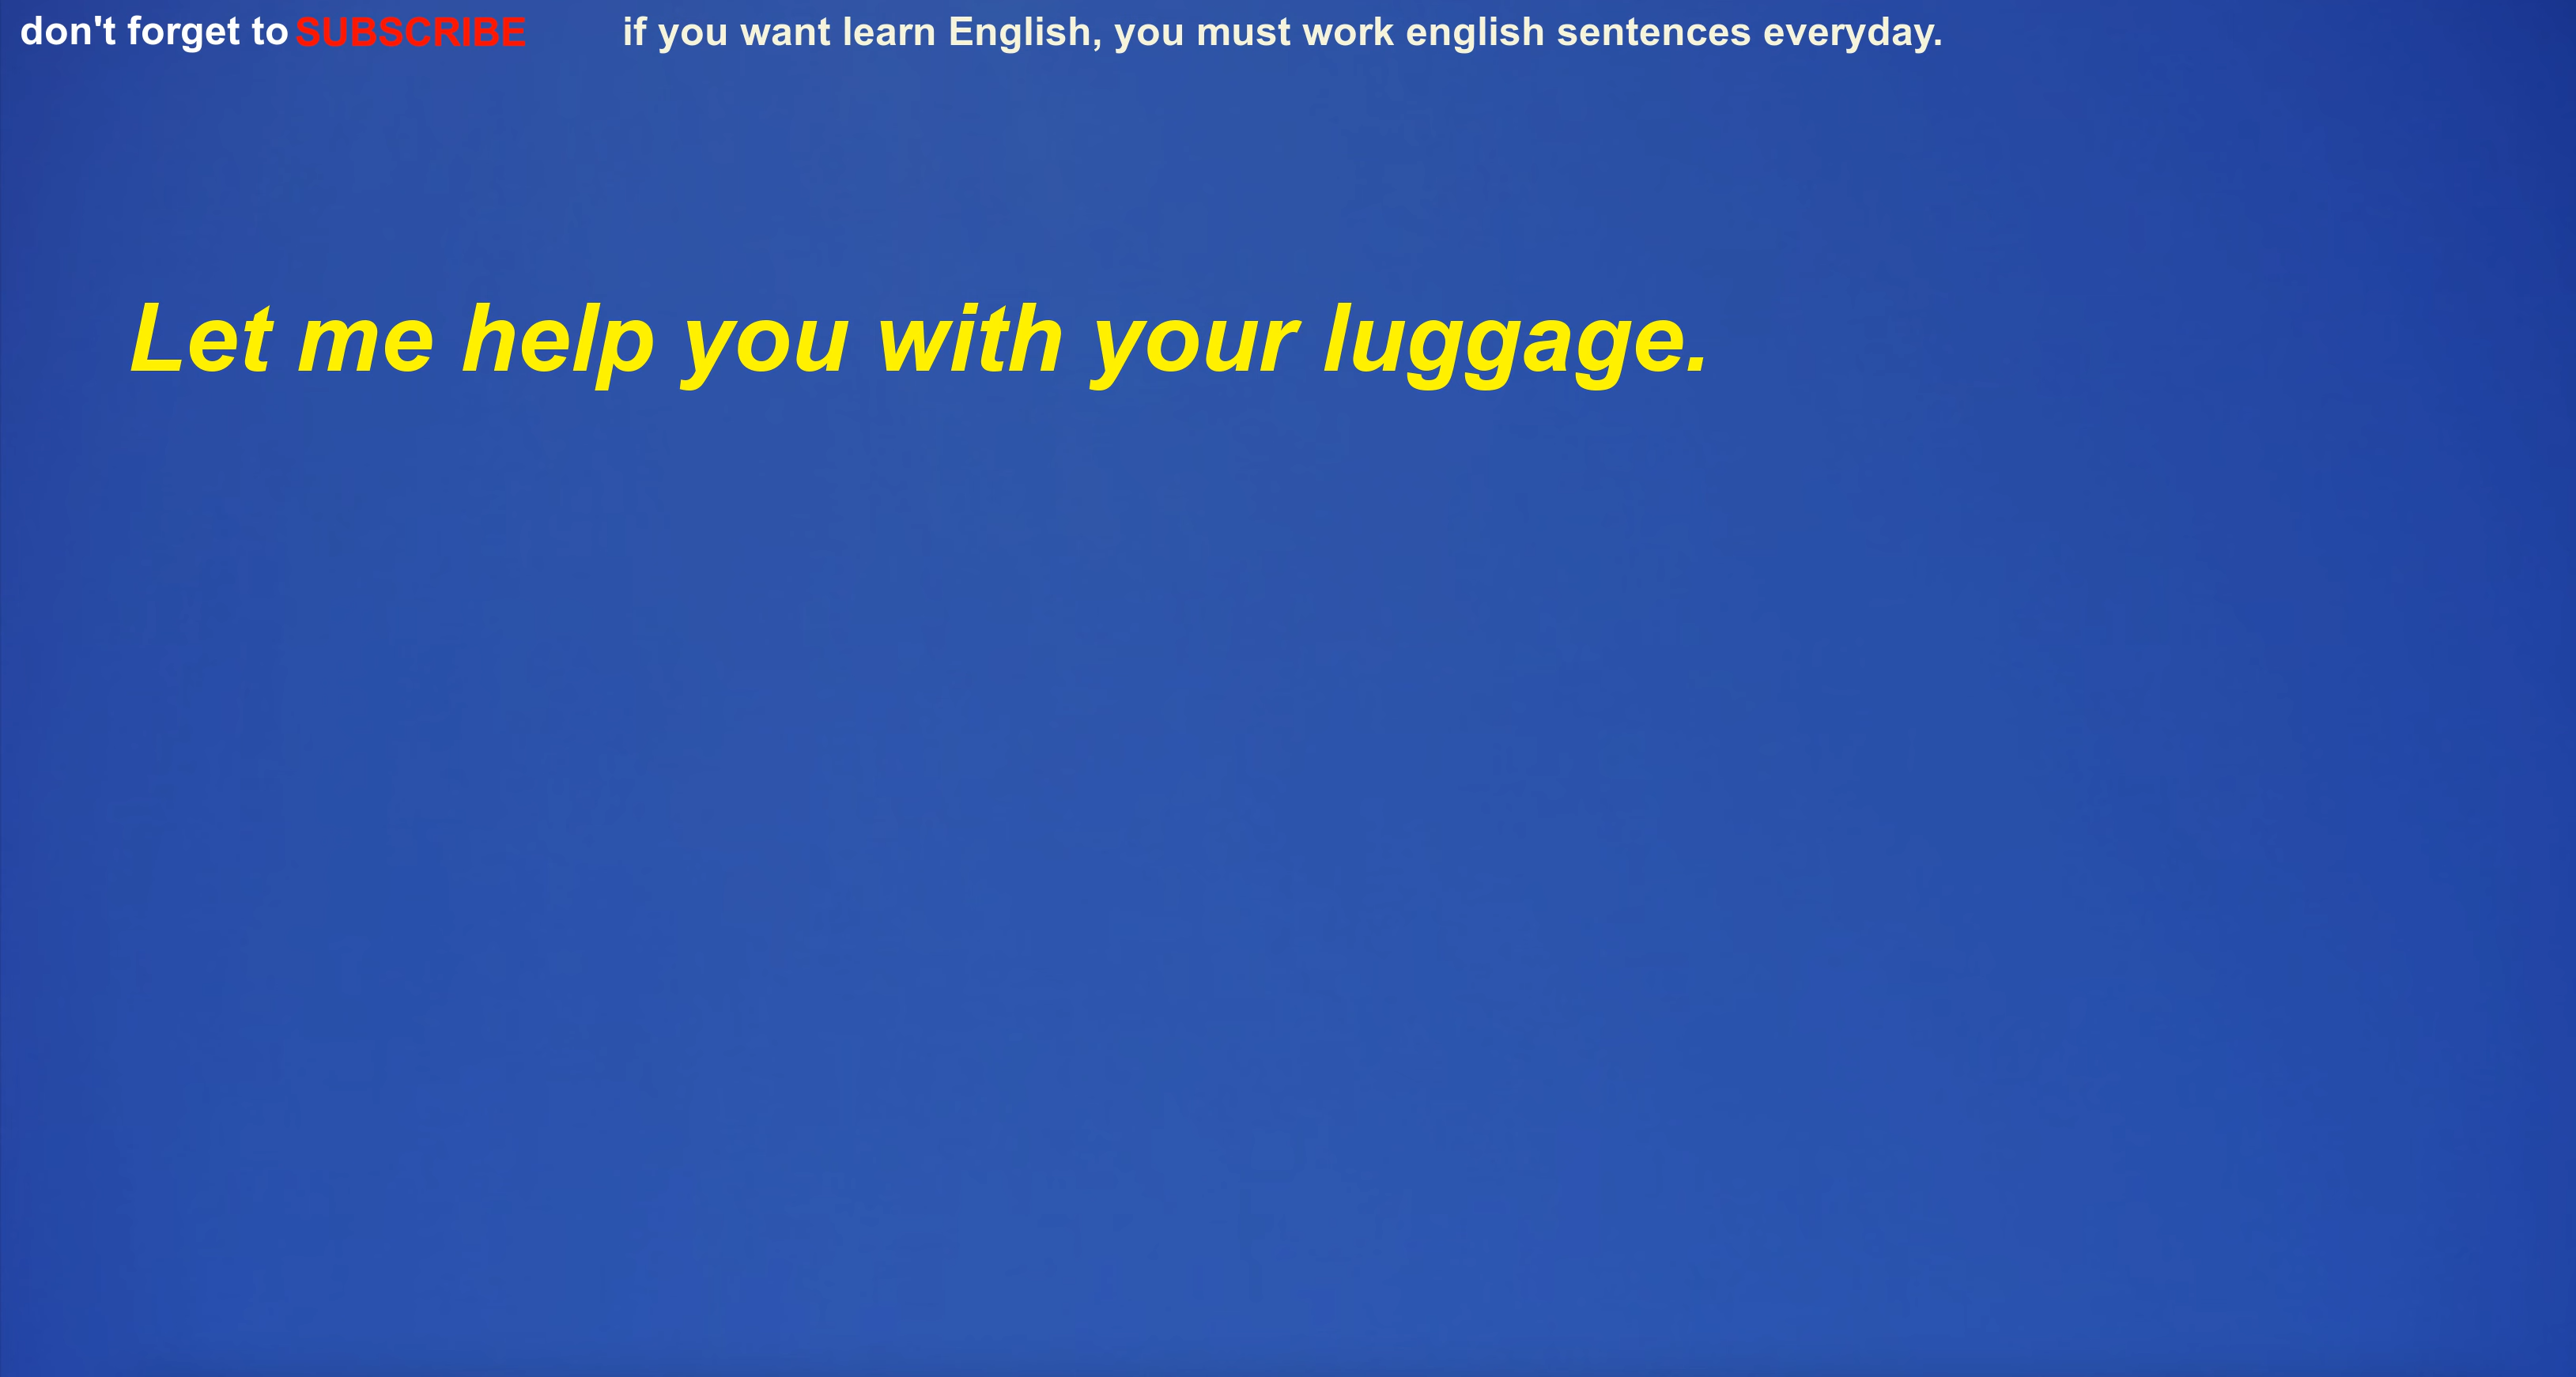 don't forget to SUBSCRIBE if you want learn English, you must work english sentences everyday.
Let me help you with your luggage.